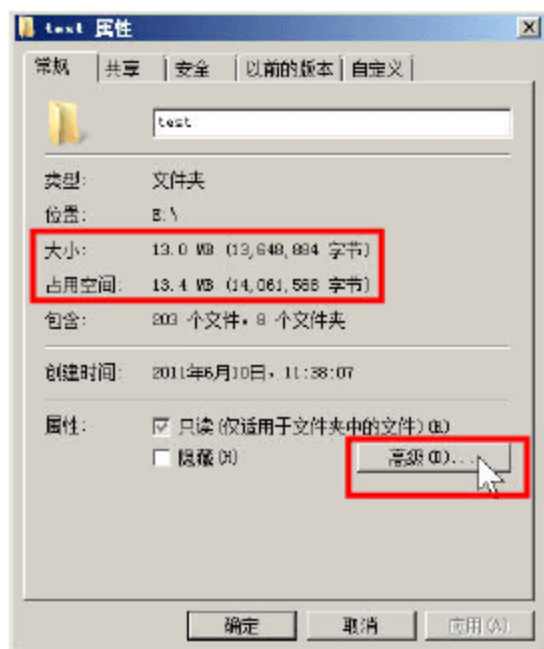 test 属性
常规 共享 安全 以前的版本 自定义
test
类型: 文件夹
位置: E:\
大小: 13.0 MB (13,648,884 字节)
占用空间: 13.4 MB (14,061,568 字节)
包含: 203 个文件，8 个文件夹
创建时间: 2011年6月10日，11:38:07
属性: 只读(仅适用于文件夹中的文件)(R)
隐藏(H) 高级(D)...
确定 取消 应用(A)